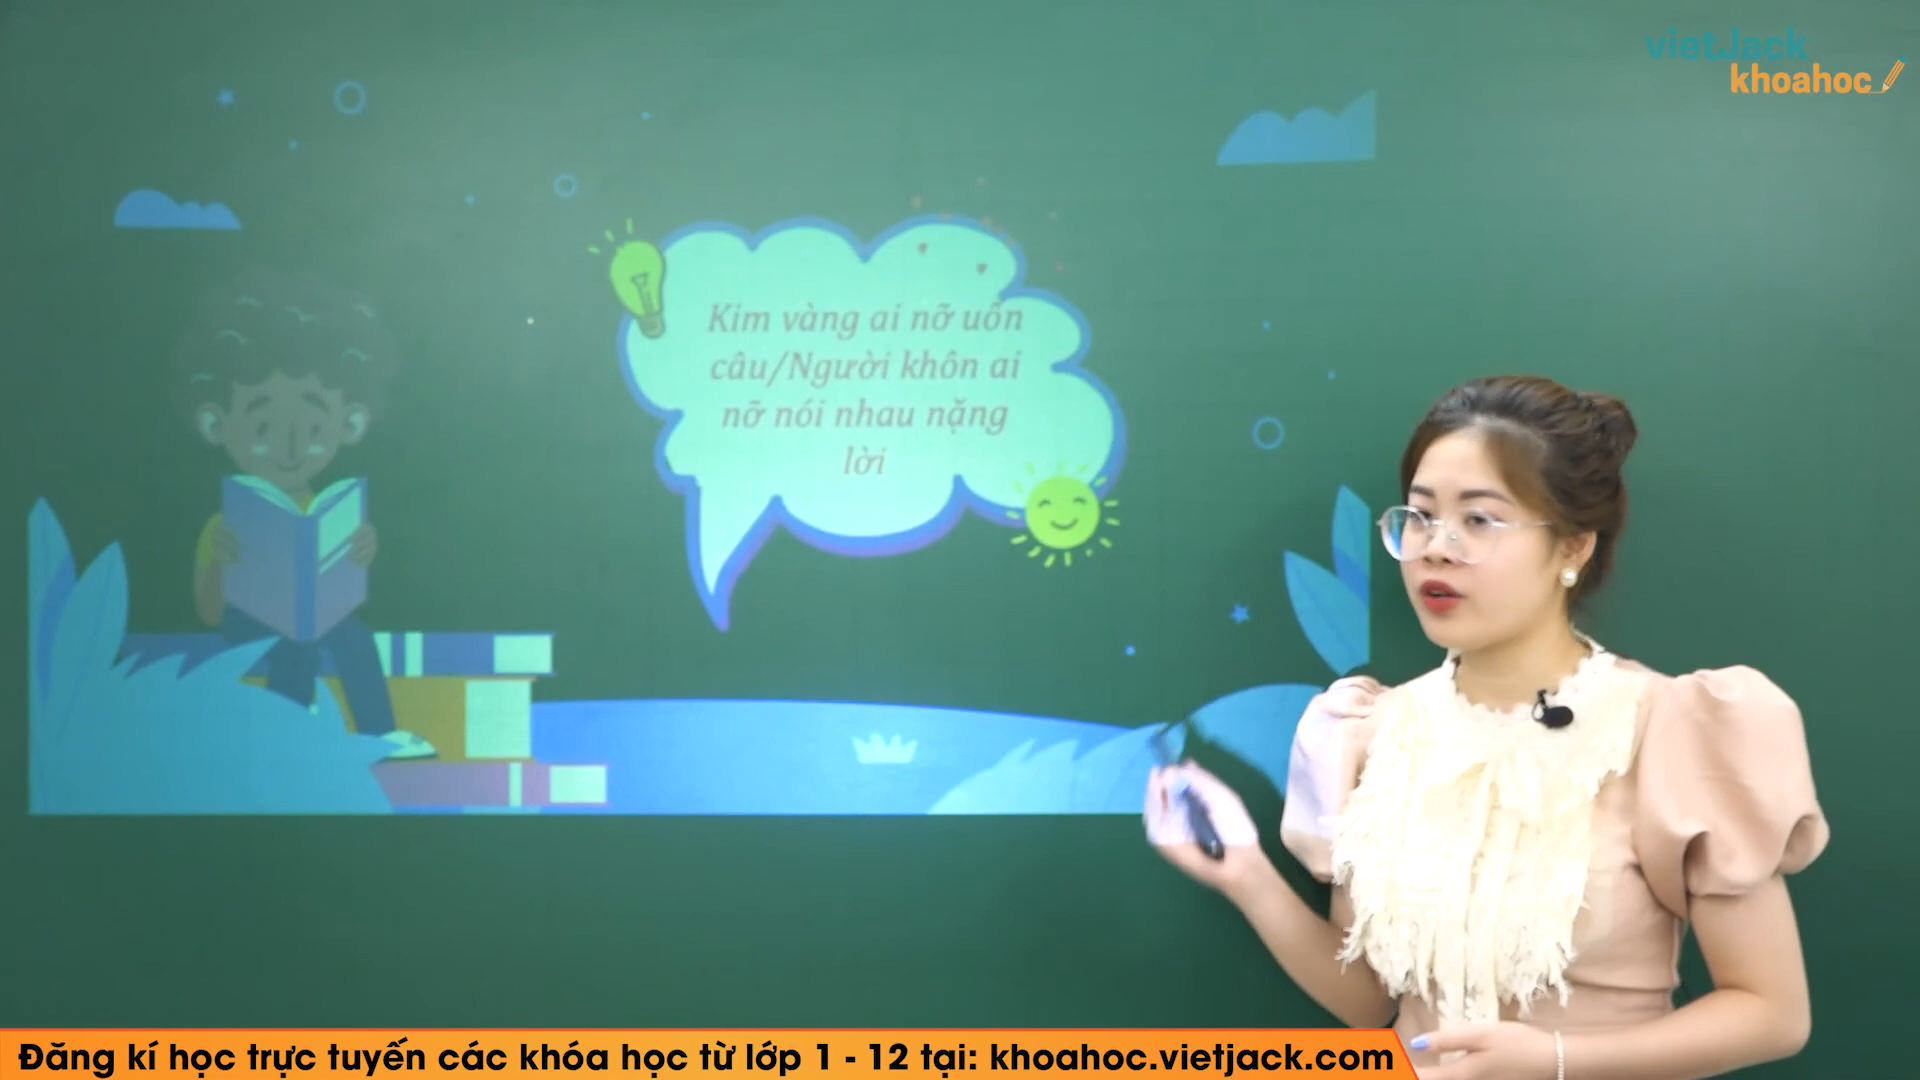 vietJack
khoahoc
Kim vàng ai nỡ uốn
câu/Người khôn ai
nỡ nói nhau nặng
lời
Đăng kí học trực tuyến các khóa học từ lớp 1 - 12 tại: khoahoc.vietjack.com